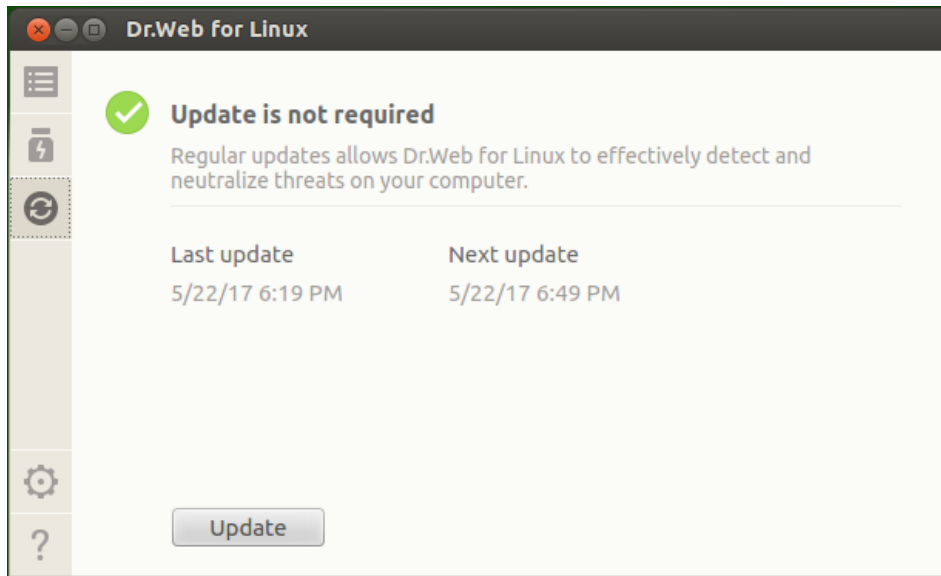 Dr.Web for Linux
Update is not required
Regular updates allows Dr.Web for Linux to effectively detect and
neutralize threats on your computer.
Last update Next update
5/22/17 6:19 PM 5/22/17 6:49 PM
Update
?